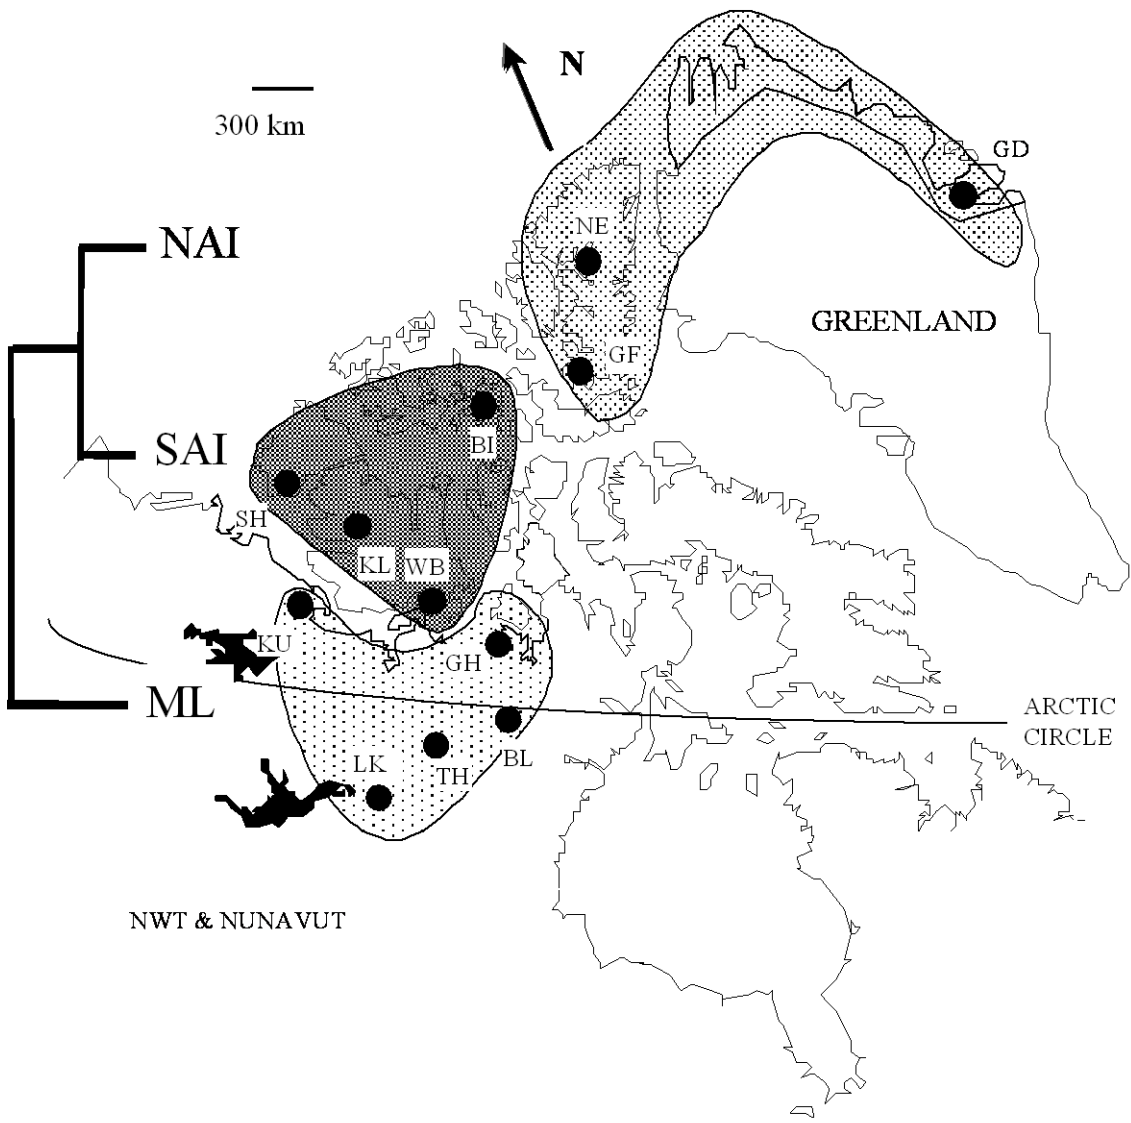 N
300 km
GD
NE
NAI
GREENLAND
GF
BI
SAI
SH
KL
WB
KU
GH
ML
ARCTIC
CIRCLE
BL
LK
TH
NWT & NUNAVUT